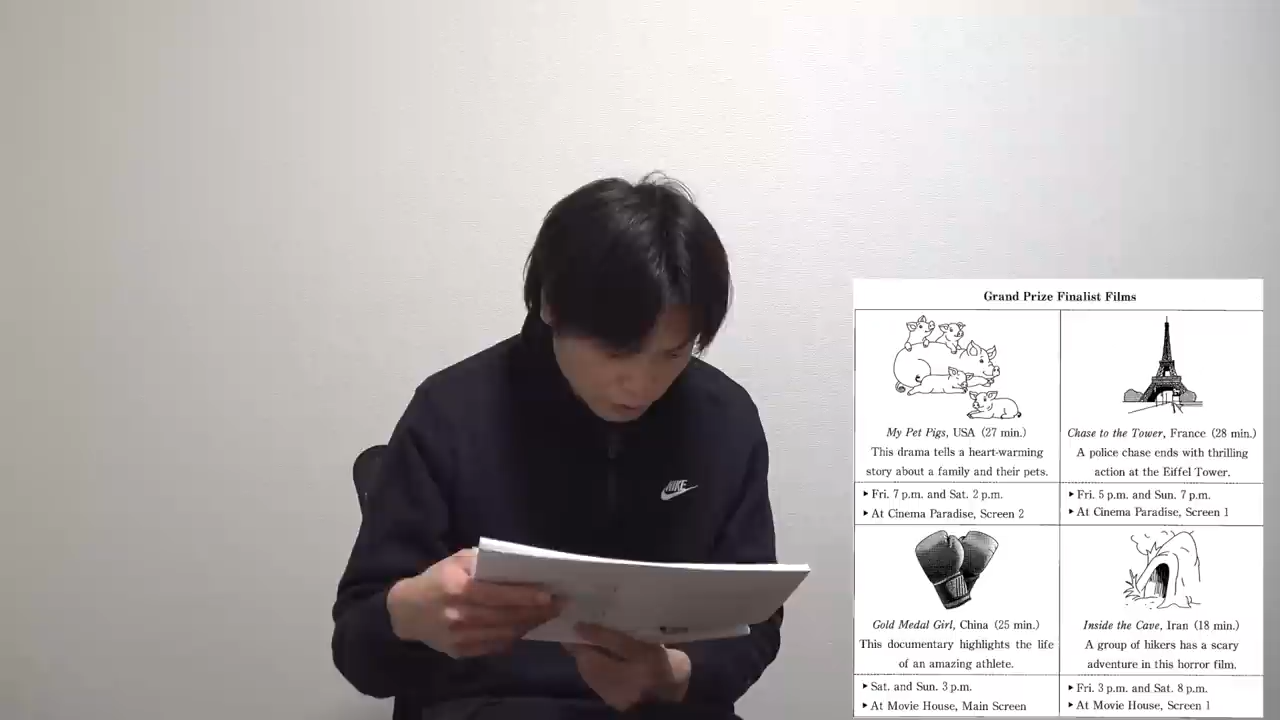 NIKE
Grand Prize Finalist Films
My Pet Pigs, USA (27 min.)
This drama tells a heart-warming
story about a family and their pets.
▸ Fri. 7 p.m. and Sat. 2 p.m.
▸ At Cinema Paradise, Screen 2
Chase to the Tower, France (28 min.)
A police chase ends with thrilling
action at the Eiffel Tower.
▸ Fri. 5 p.m. and Sun. 7 p.m.
▸ At Cinema Paradise, Screen 1
Gold Medal Girl, China (25 min.)
This documentary highlights the life
of an amazing athlete.
▸ Sat. and Sun. 3 p.m.
▸ At Movie House, Main Screen
Inside the Cave, Iran (18 min.)
A group of hikers has a scary
adventure in this horror film.
▸ Fri. 3 p.m. and Sat. 8 p.m.
▸ At Movie House, Screen 1